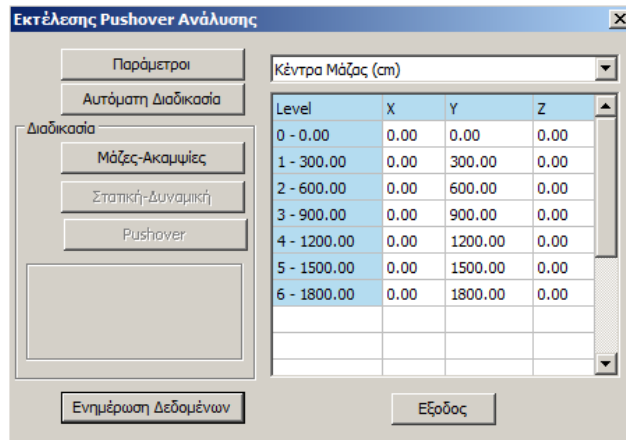 Εκτέλεσης Pushover Ανάλυσης
Παράμετροι
Αυτόματη Διαδικασία
Διαδικασία
Μάζες-Ακαμψίες
Στατική-Δυναμική
Pushover
Ενημέρωση Δεδομένων
Κέντρα Μάζας (cm)
Level X Y Z
0 - 0.00 0.00 0.00 0.00
1 - 300.00 0.00 300.00 0.00
2 - 600.00 0.00 600.00 0.00
3 - 900.00 0.00 900.00 0.00
4 - 1200.00 0.00 1200.00 0.00
5 - 1500.00 0.00 1500.00 0.00
6 - 1800.00 0.00 1800.00 0.00
Εξοδος